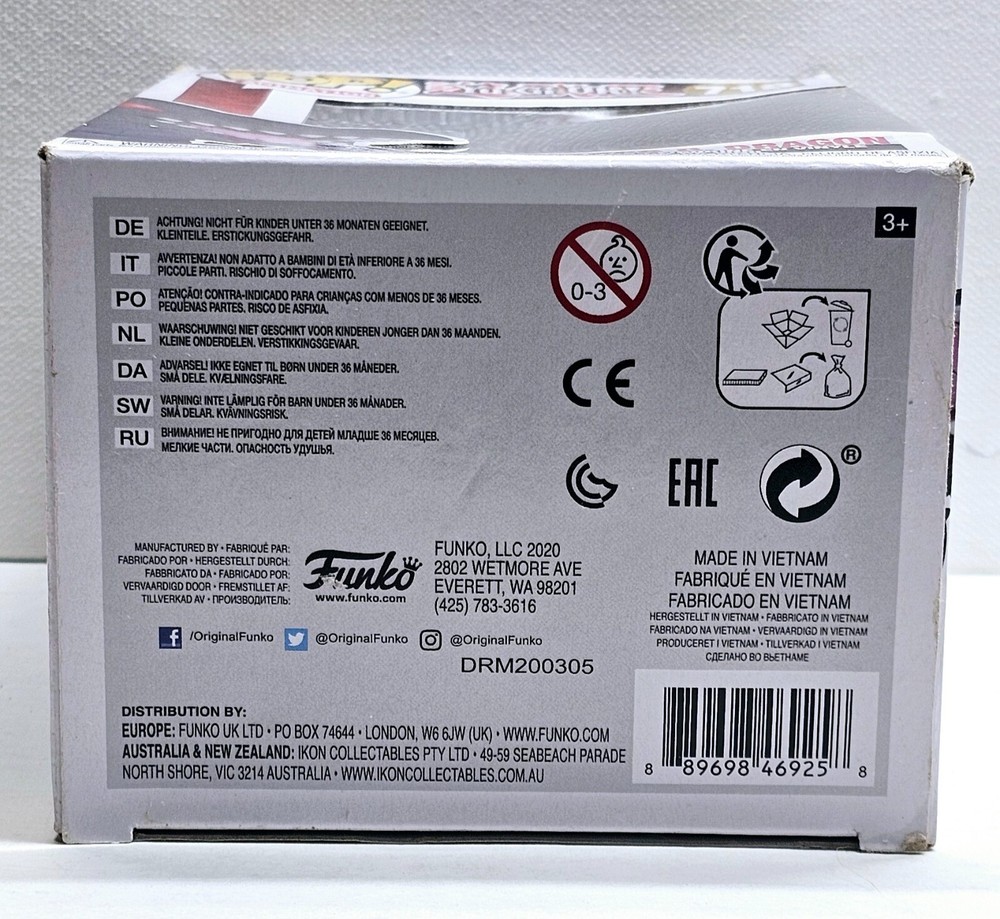 DRAGON
3+
DE ACHTUNG! NICHT FÜR KINDER UNTER 36 MONATEN GEEIGNET.
KLEINTEILE. ERSTICKUNGSGEFAHR.
IT AVVERTENZA! NON ADATTO A BAMBINI DI ETÀ INFERIORE A 36 MESI.
PICCOLE PARTI. RISCHIO DI SOFFOCAMENTO.
PO ATENÇÃO! CONTRA-INDICADO PARA CRIANÇAS COM MENOS DE 36 MESES.
PEQUENAS PARTES. RISCO DE ASFIXIA.
NL WAARSCHUWING! NIET GESCHIKT VOOR KINDEREN JONGER DAN 36 MAANDEN.
KLEINE ONDERDELEN. VERSTIKKINGSGEVAAR.
DA ADVARSEL! IKKE EGNET TIL BØRN UNDER 36 MÅNEDER.
SMÅ DELE. KVÆLNINGSFARE.
SW VARNING! INTE LÄMPLIG FÖR BARN UNDER 36 MÅNADER.
SMÅ DELAR. KVÄVNINGSRISK.
RU ВНИМАНИЕ! НЕ ПРИГОДНО ДЛЯ ДЕТЕЙ МЛАДШЕ 36 МЕСЯЦЕВ.
МЕЛКИЕ ЧАСТИ. ОПАСНОСТЬ УДУШЬЯ.
0-3
CE
EAC
®
MANUFACTURED BY • FABRIQUÉ PAR:
FABRICADO POR • HERGESTELLT DURCH:
FABBRICATO DA • FABRICADO POR:
VERVAARDIGD DOOR • FREMSTILLET AF:
TILLVERKAD AV • ПРОИЗВОДИТЕЛЬ:
Funko
www.funko.com
FUNKO, LLC 2020
2802 WETMORE AVE
EVERETT, WA 98201
(425) 783-3616
/OriginalFunko @OriginalFunko @OriginalFunko
DRM200305
MADE IN VIETNAM
FABRIQUÉ EN VIETNAM
FABRICADO EN VIETNAM
HERGESTELLT IN VIETNAM • FABBRICATO IN VIETNAM
FABRICADO NA VIETNAM • VERVAARDIGD IN VIETNAM
PRODUCERET I VIETNAM • TILLVERKAD I VIETNAM
СДЕЛАНО ВО ВЬЕТНАМЕ
DISTRIBUTION BY:
EUROPE: FUNKO UK LTD • PO BOX 74644 • LONDON, W6 6JW (UK) • WWW.FUNKO.COM
AUSTRALIA & NEW ZEALAND: IKON COLLECTABLES PTY LTD • 49-59 SEABEACH PARADE
NORTH SHORE, VIC 3214 AUSTRALIA • WWW.IKONCOLLECTABLES.COM.AU
8 89698 46925 8